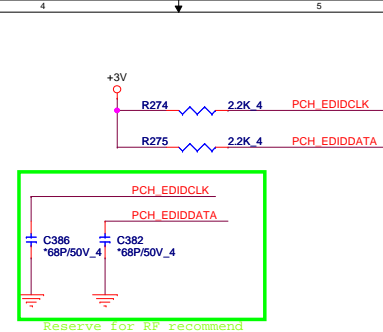 4 5
+3V
R274 2.2K_4 PCH_EDIDCLK
R275 2.2K_4 PCH_EDIDDATA
PCH_EDIDCLK
PCH_EDIDDATA
C386 C382
*68P/50V_4 *68P/50V_4
Reserve for RF recommend